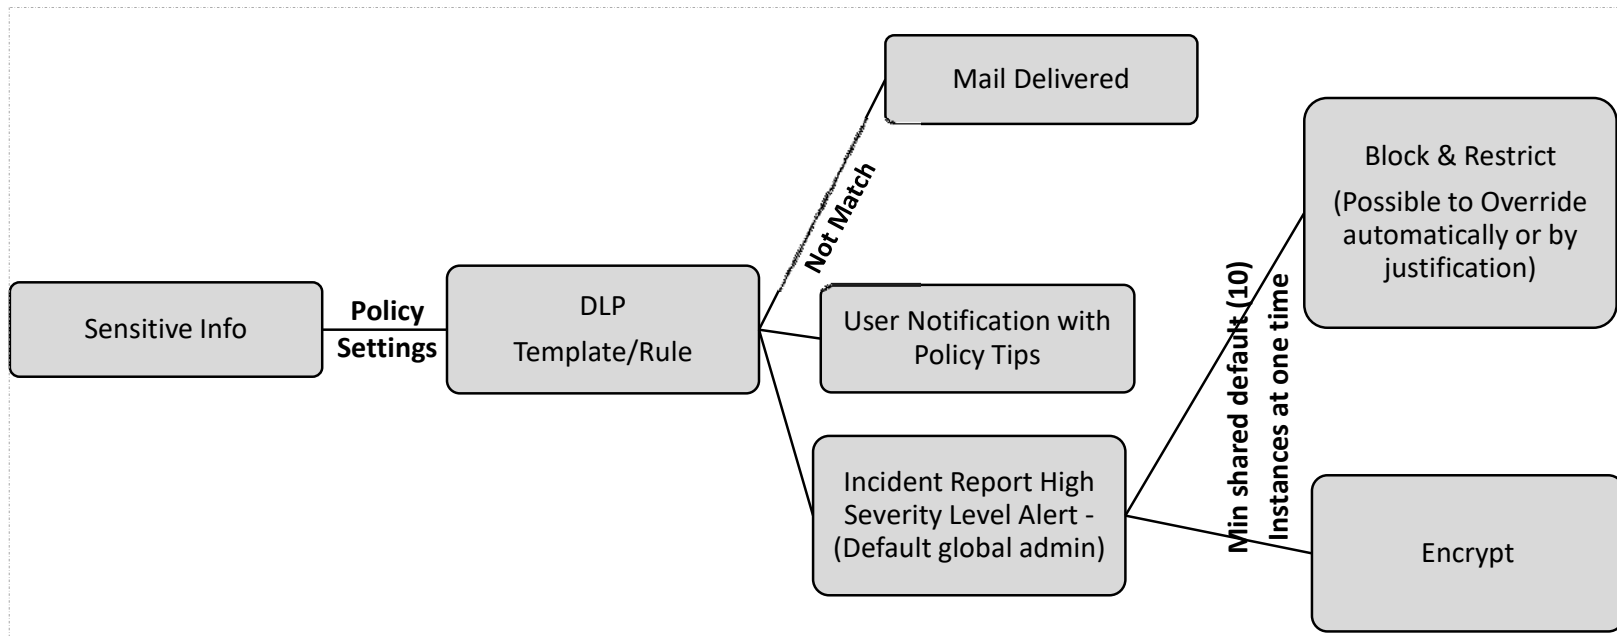 Sensitive Info
Policy
Settings
DLP
Template/Rule
Not Match
Mail Delivered
User Notification with
Policy Tips
Incident Report High
Severity Level Alert -
(Default global admin)
Min shared default (10)
Instances at one time
Block & Restrict
(Possible to Override
automatically or by
justification)
Encrypt